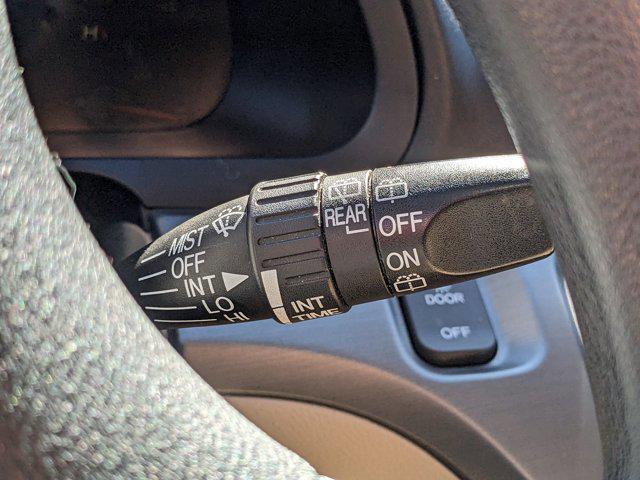 H
MIST
OFF
INT
LO
HI
INT
TIME
REAR
OFF
ON
DOOR
OFF